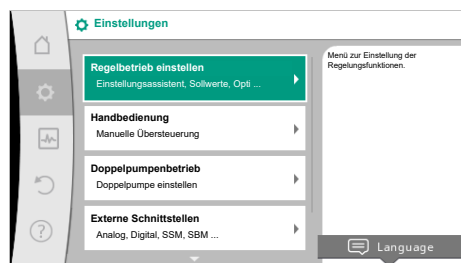 Einstellungen
Regelbetrieb einstellen
Einstellungsassistent, Sollwerte, Opti ...
Handbedienung
Manuelle Übersteuerung
Doppelpumpenbetrieb
Doppelpumpe einstellen
Externe Schnittstellen
Analog, Digital, SSM, SBM ...
Menü zur Einstellung der
Regelungsfunktionen.
Language